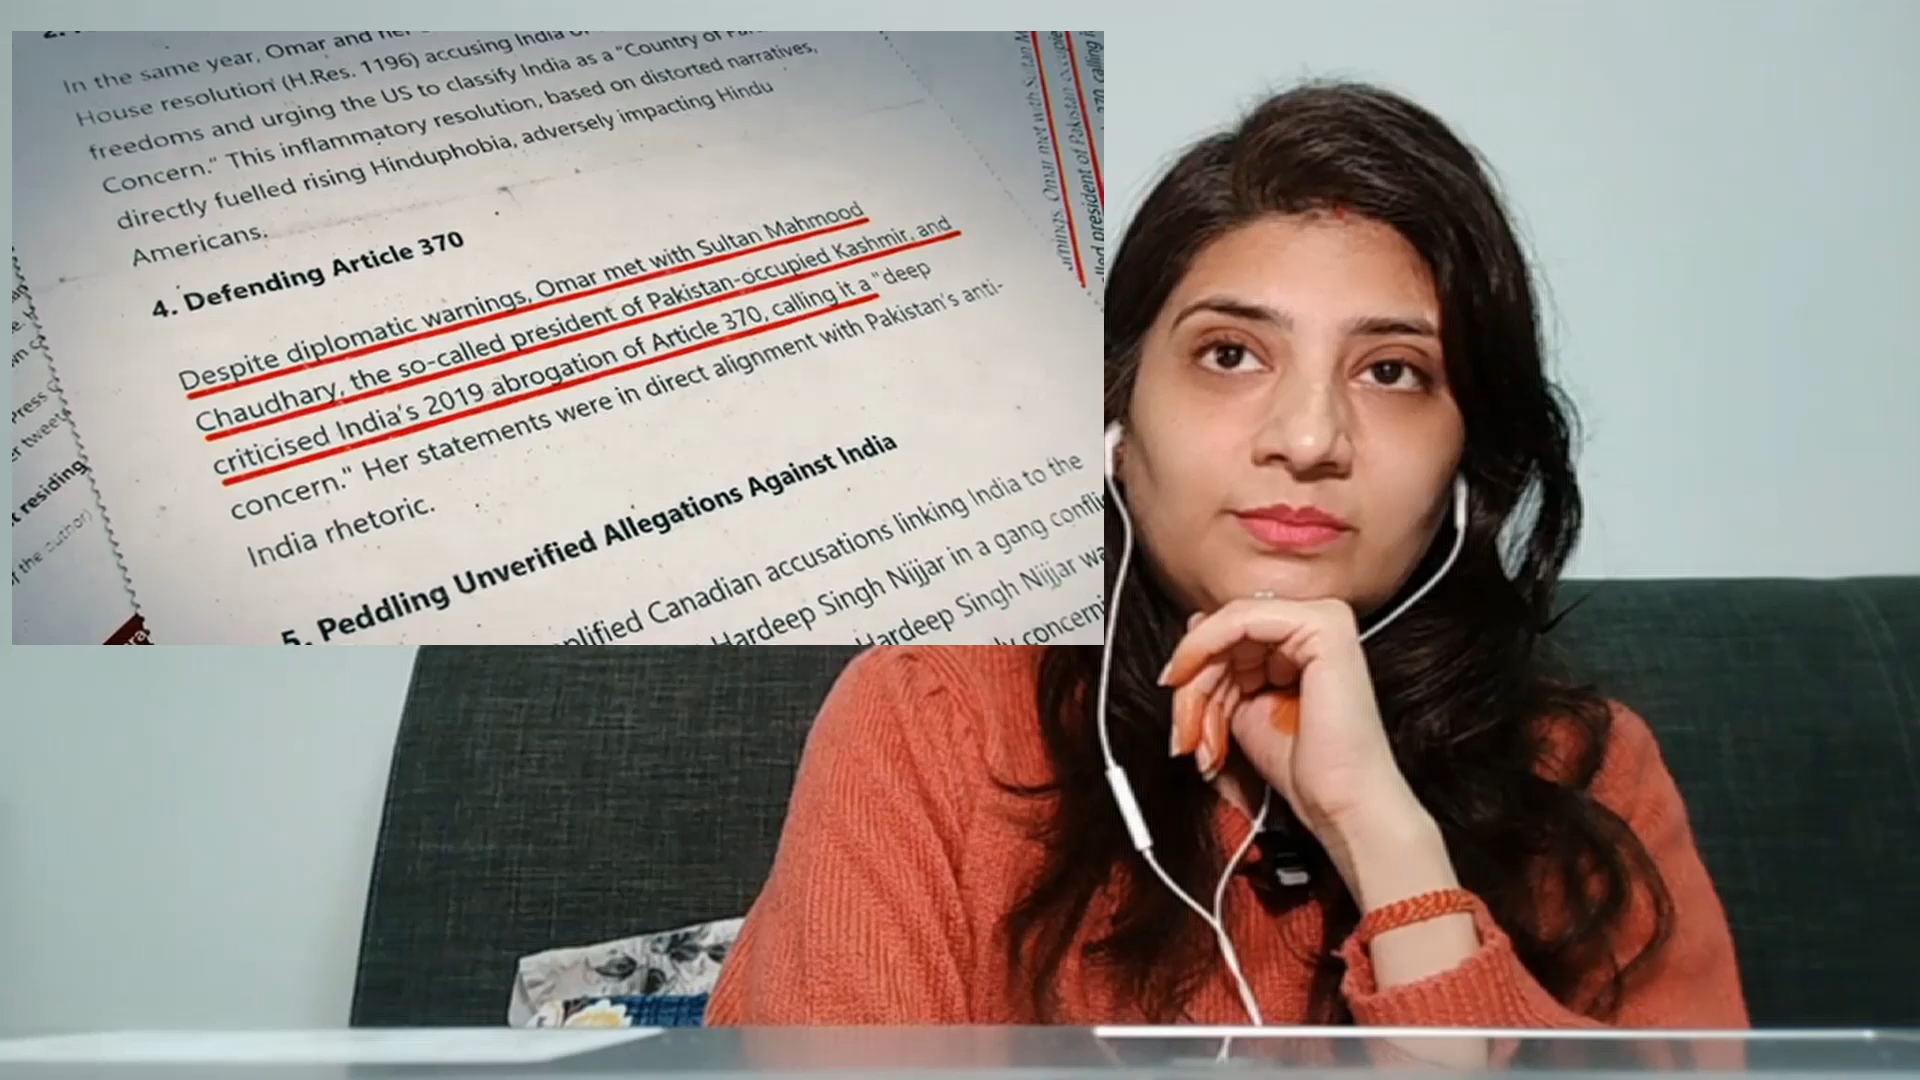 In the same year, Omar and her
House resolution (H.Res. 1196) accusing India
freedoms and urging the US to classify India as a "Country of
Concern." This inflammatory resolution, based on distorted narratives,
directly fuelled rising Hinduphobia, adversely impacting Hindu
Americans.
4. Defending Article 370
Despite diplomatic warnings, Omar met with Sultan Mahmood
Chaudhary, the so-called president of Pakistan-occupied Kashmir, and
criticised India's 2019 abrogation of Article 370, calling it a "deep
concern." Her statements were in direct alignment with Pakistan's anti-
India rhetoric.
5. Peddling Unverified Allegations Against India
Canadian accusations linking India to the
Hardeep Singh Nijjar in a gang
Hardeep Singh Nijjar
residing
Omar met with Sultan
president of Pakistan
370, calling